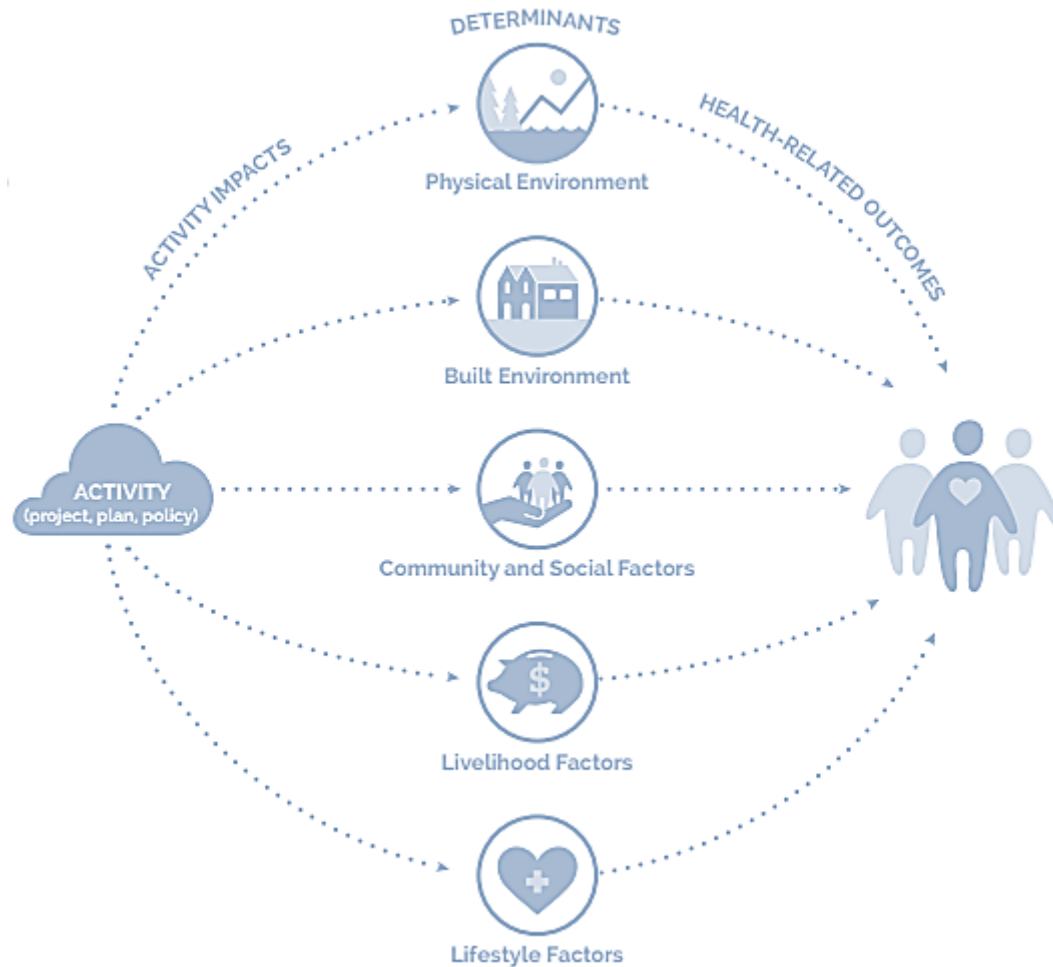 DETERMINANTS
ACTIVITY IMPACTS
HEALTH-RELATED OUTCOMES
Physical Environment
Built Environment
ACTIVITY
(project, plan, policy)
Community and Social Factors
$
Livelihood Factors
Lifestyle Factors